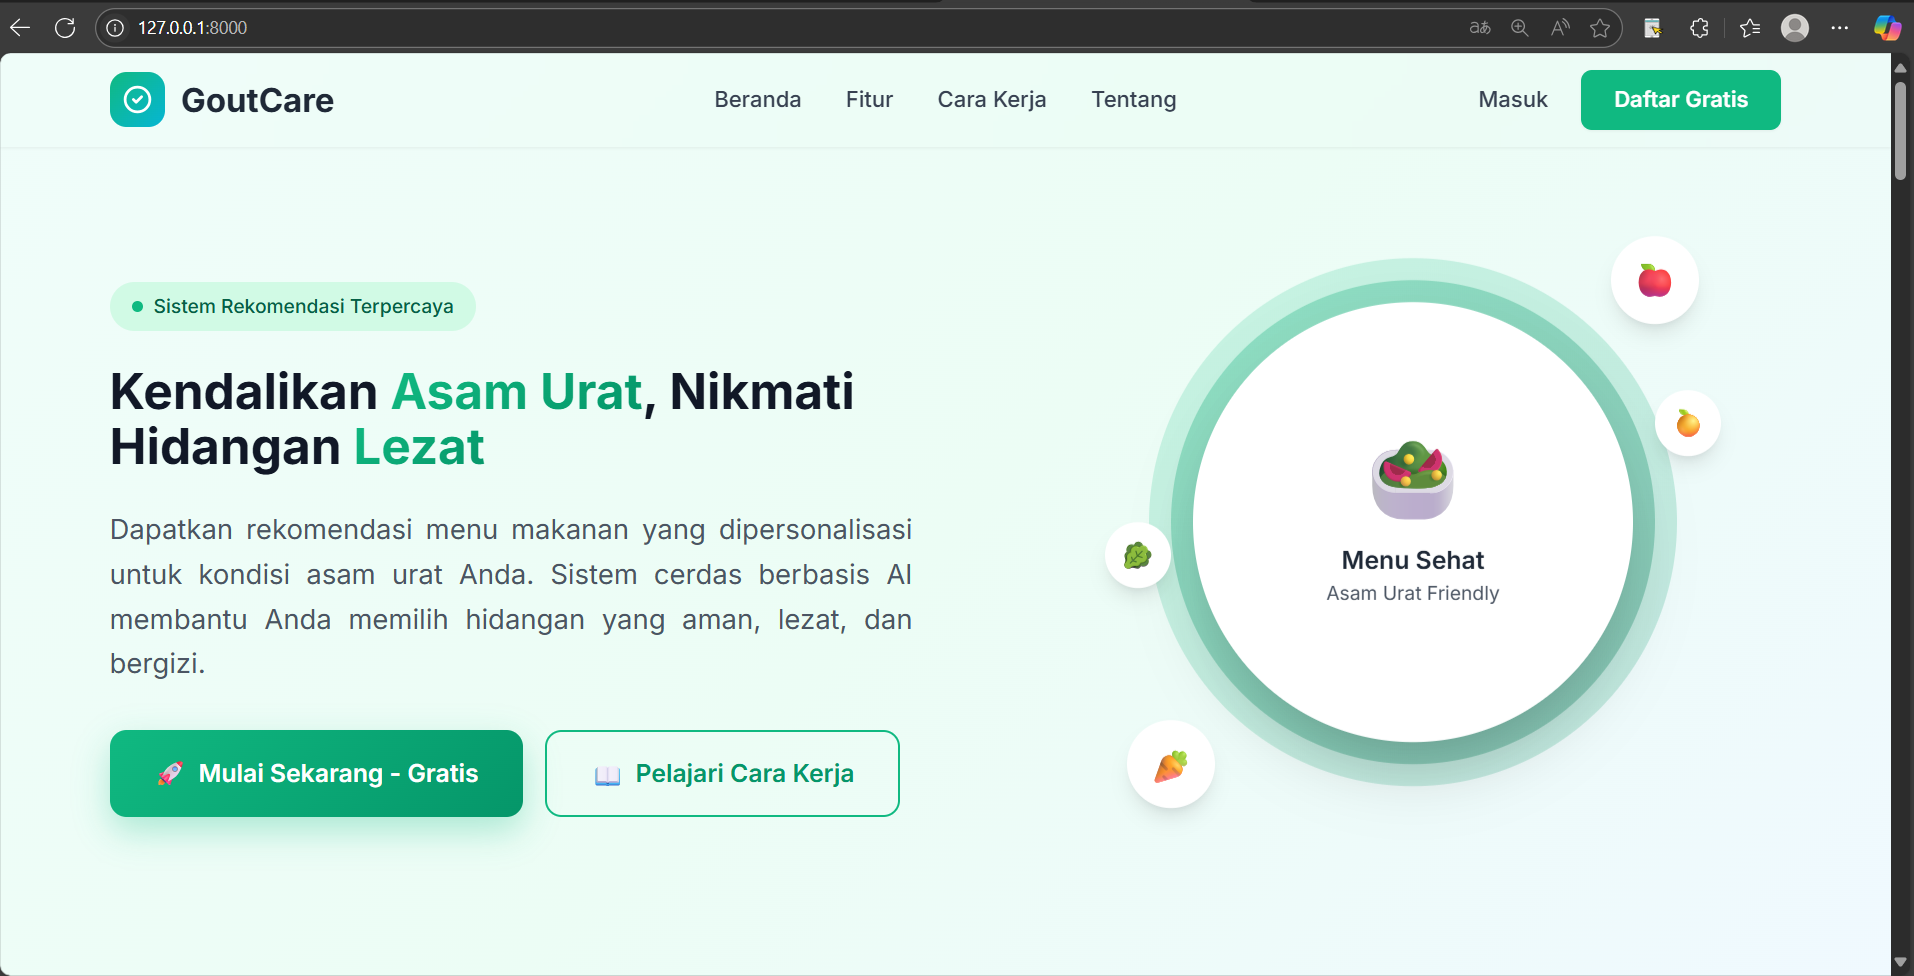 127.0.0.1:8000
GoutCare
Beranda
Fitur
Cara Kerja
Tentang
Masuk
Daftar Gratis
Sistem Rekomendasi Terpercaya
Kendalikan Asam Urat, Nikmati
Hidangan Lezat
Dapatkan rekomendasi menu makanan yang dipersonalisasi
untuk kondisi asam urat Anda. Sistem cerdas berbasis AI
membantu Anda memilih hidangan yang aman, lezat, dan
bergizi.
Mulai Sekarang - Gratis
Pelajari Cara Kerja
Menu Sehat
Asam Urat Friendly